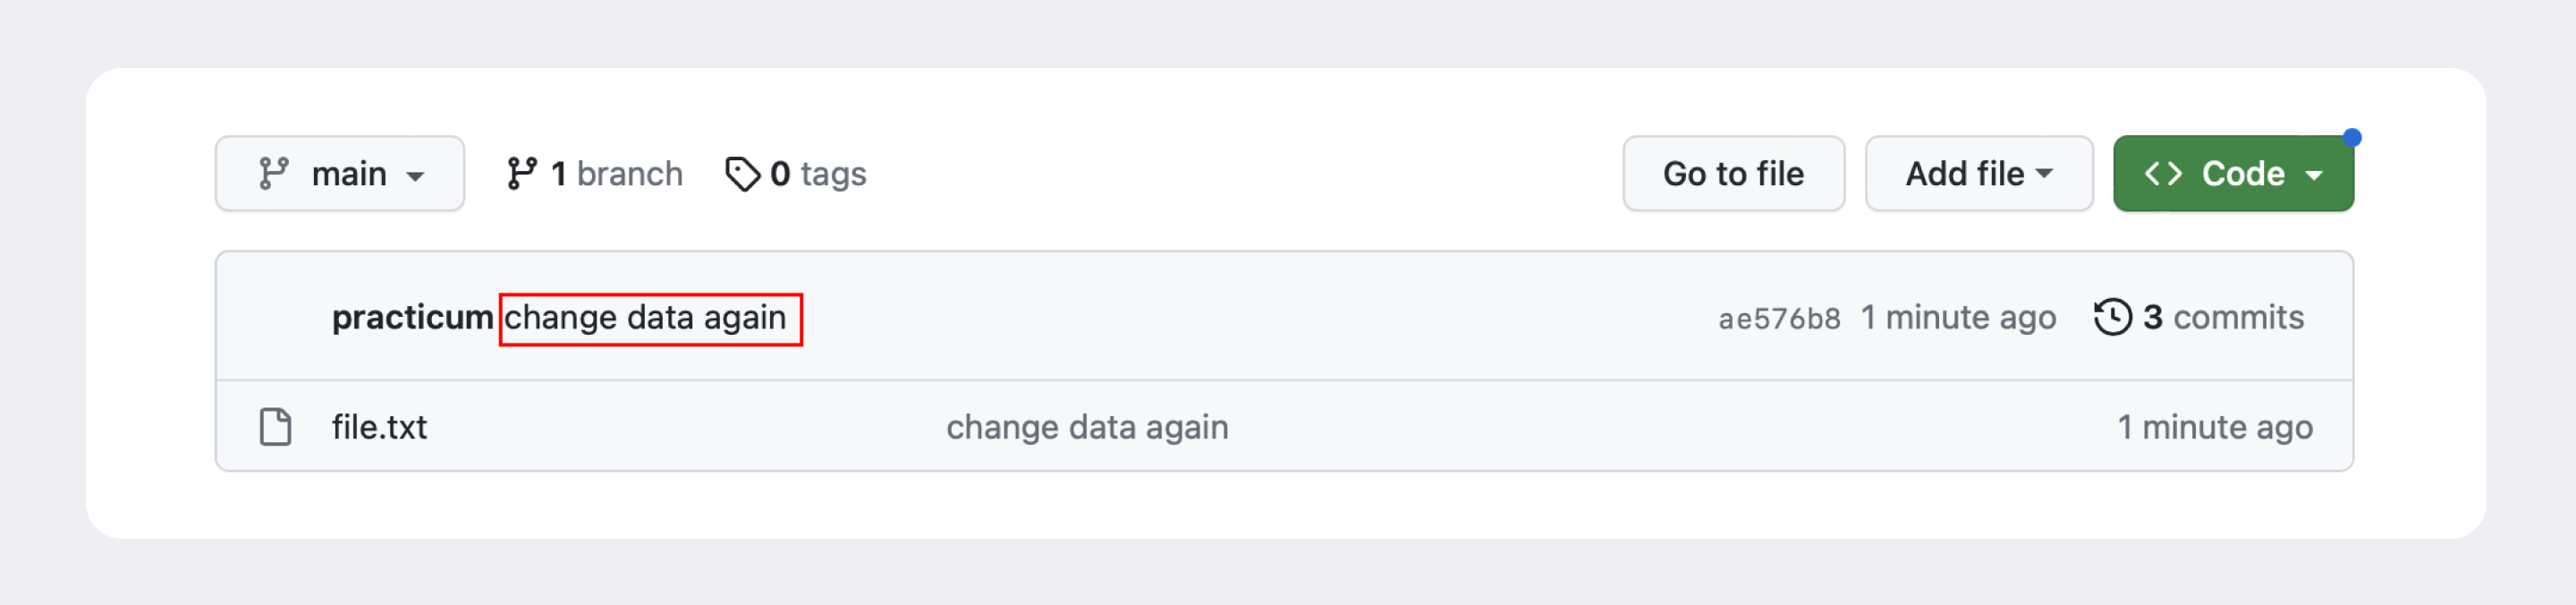 main 1 branch 0 tags Go to file Add file Code
practicum change data again ae576b8 1 minute ago 3 commits
file.txt change data again 1 minute ago